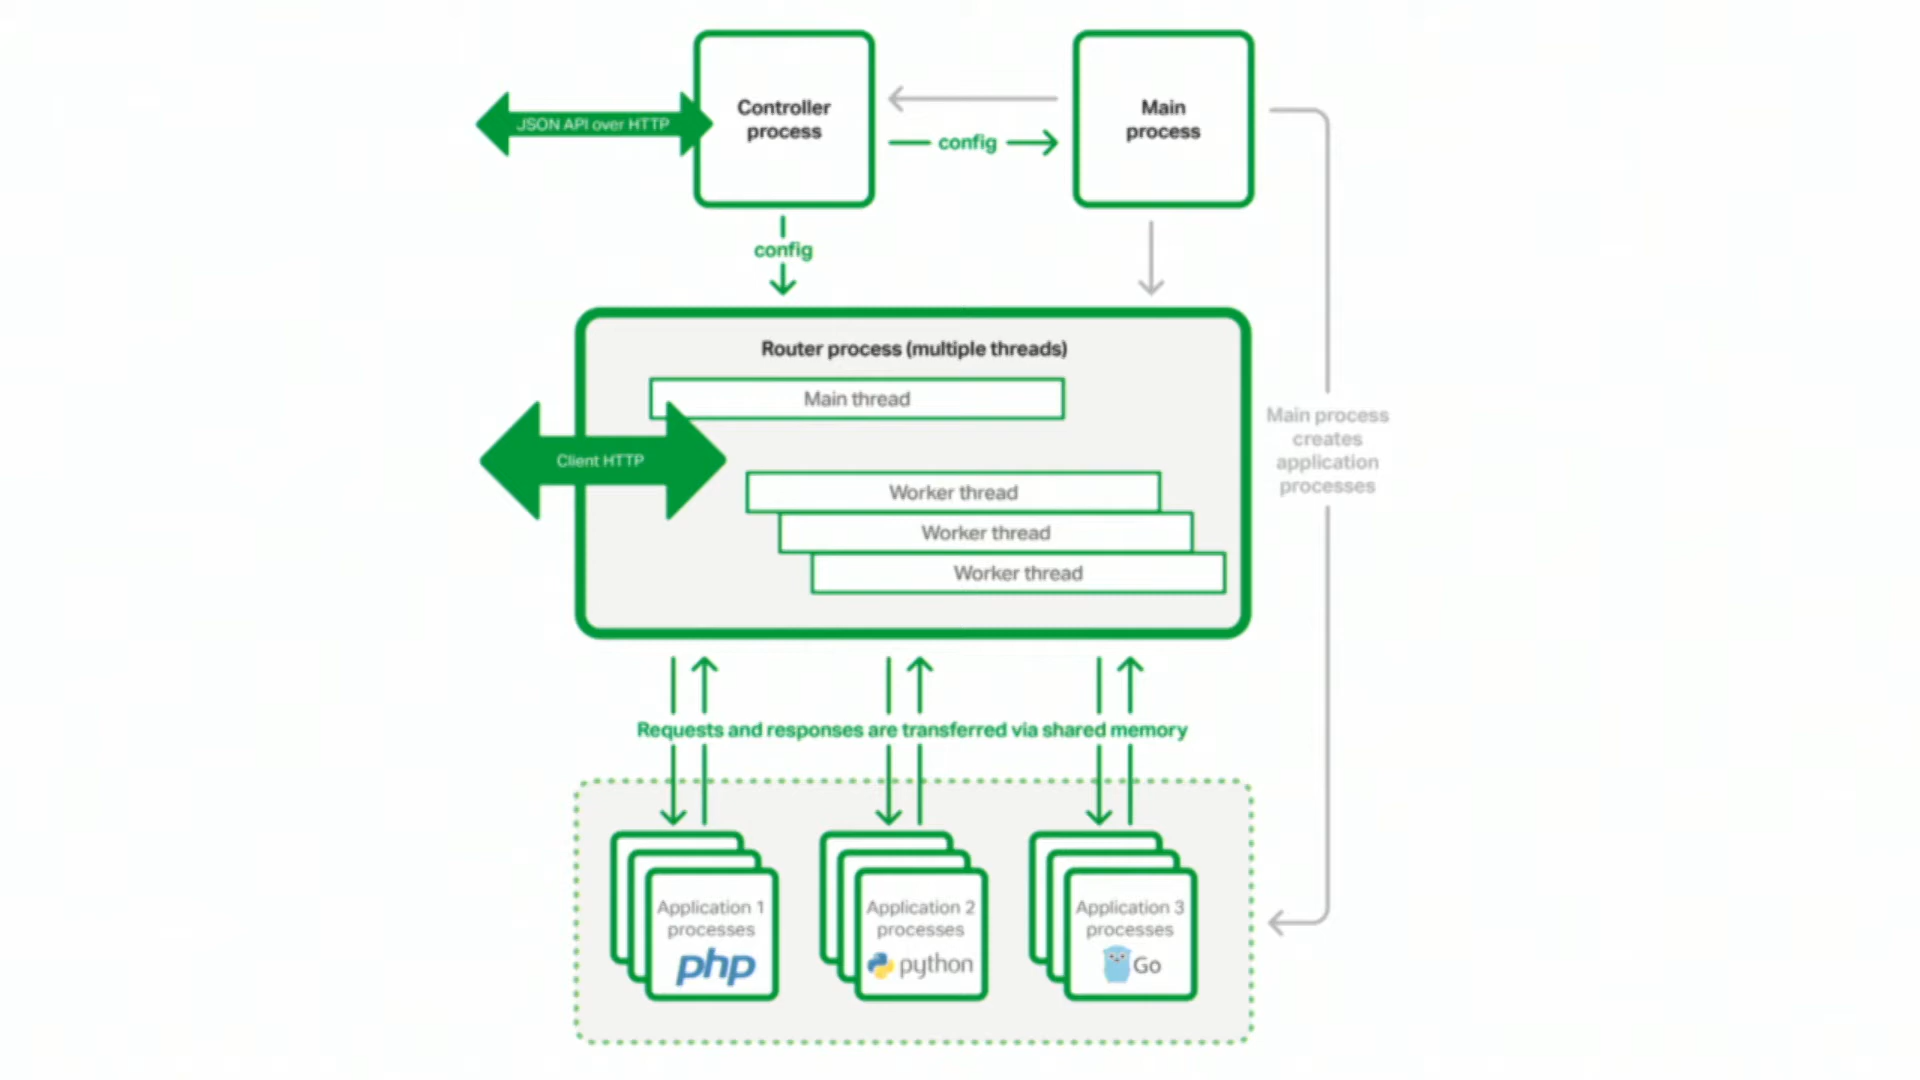 JSON API over HTTP
Controller
process
config
Main
process
config
Router process (multiple threads)
Main thread
Client HTTP
Worker thread
Worker thread
Worker thread
Main process
creates
application
processes
Requests and responses are transferred via shared memory
Application 1
processes
php
Application 2
processes
python
Application 3
processes
Go